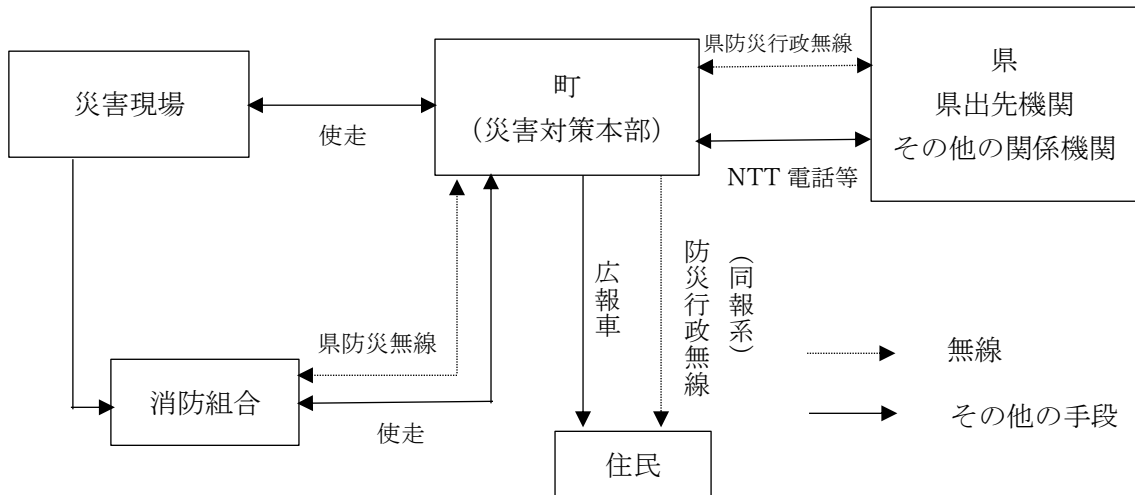 災害現場
使走
町
（災害対策本部）
県防災行政無線
NTT 電話等
県
県出先機関
その他の関係機関
広報車
防災行政無線
（同報系）
県防災無線
消防組合
使走
住民
無線
その他の手段